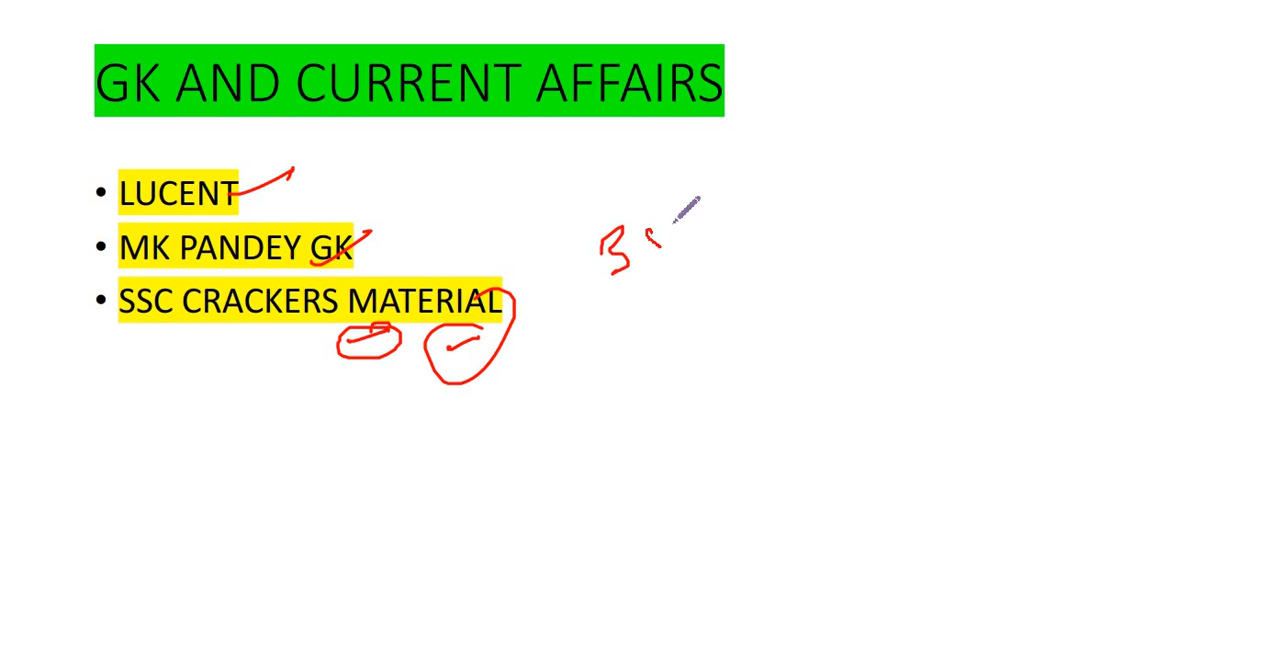 GK AND CURRENT AFFAIRS
• LUCENT
• MK PANDEY GK
• SSC CRACKERS MATERIAL